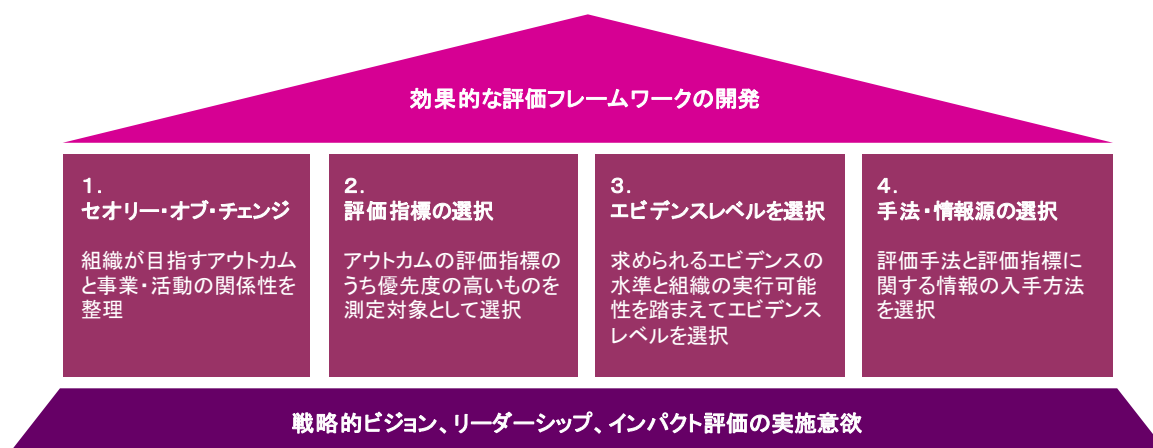 効果的な評価フレームワークの開発
1.
セオリー・オブ・チェンジ
組織が目指すアウトカム
と事業・活動の関係性を
整理
2.
評価指標の選択
アウトカムの評価指標の
うち優先度の高いものを
測定対象として選択
3.
エビデンスレベルを選択
求められるエビデンスの
水準と組織の実行可能
性を踏まえてエビデンス
レベルを選択
4.
手法・情報源の選択
評価手法と評価指標に
関する情報の入手方法
を選択
戦略的ビジョン、リーダーシップ、インパクト評価の実施意欲